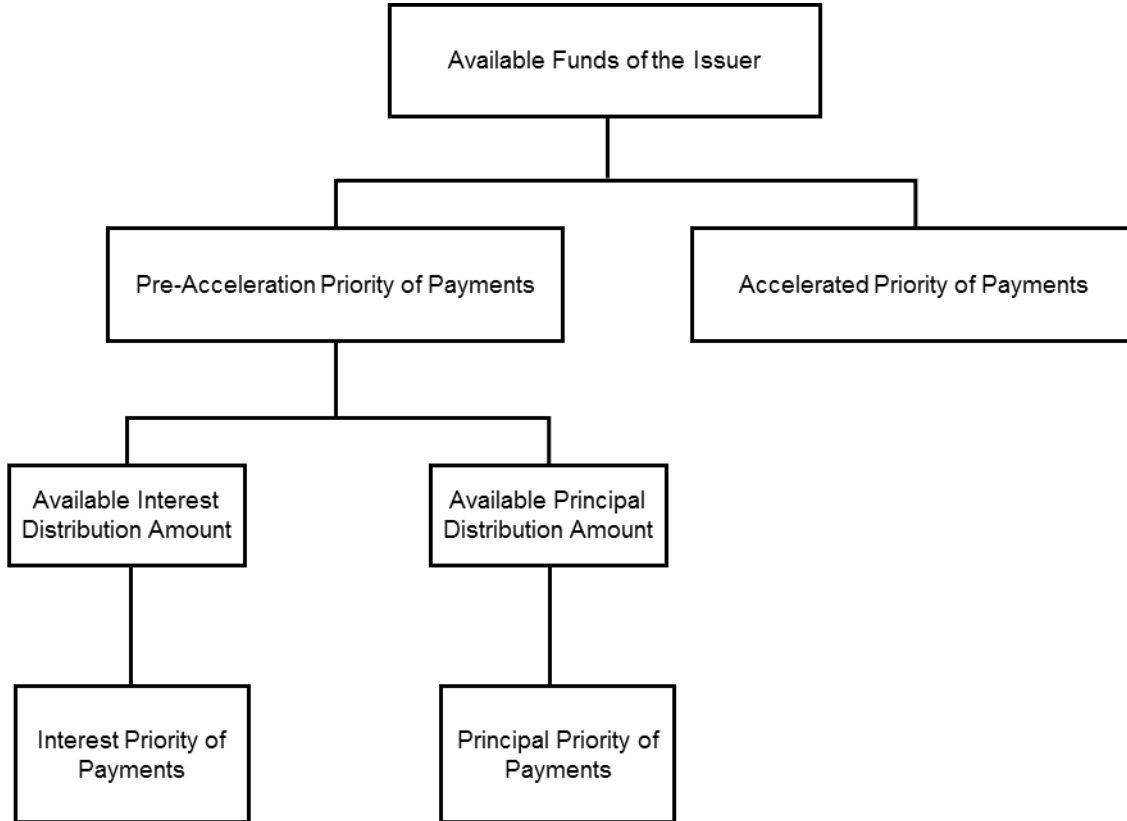 Available Funds of the Issuer
Pre-Acceleration Priority of Payments
Accelerated Priority of Payments
Available Interest
Distribution Amount
Available Principal
Distribution Amount
Interest Priority of
Payments
Principal Priority of
Payments